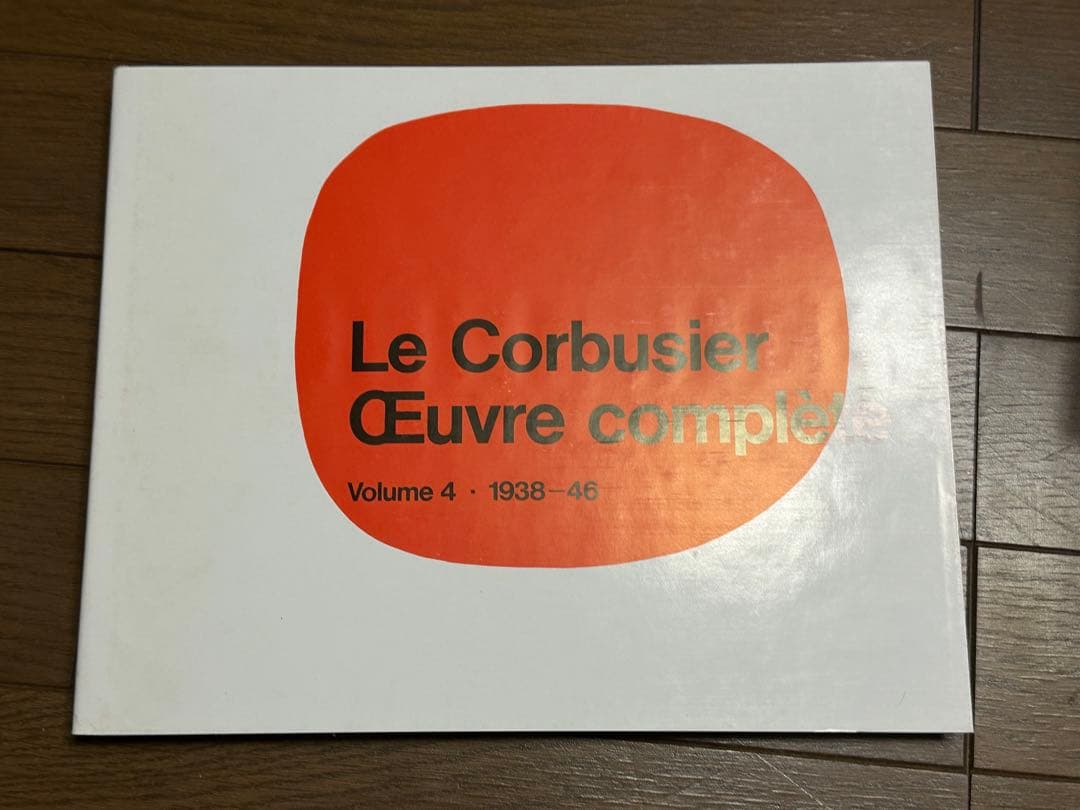 Le Corbusier
Œuvre complète
Volume 4 · 1938–46